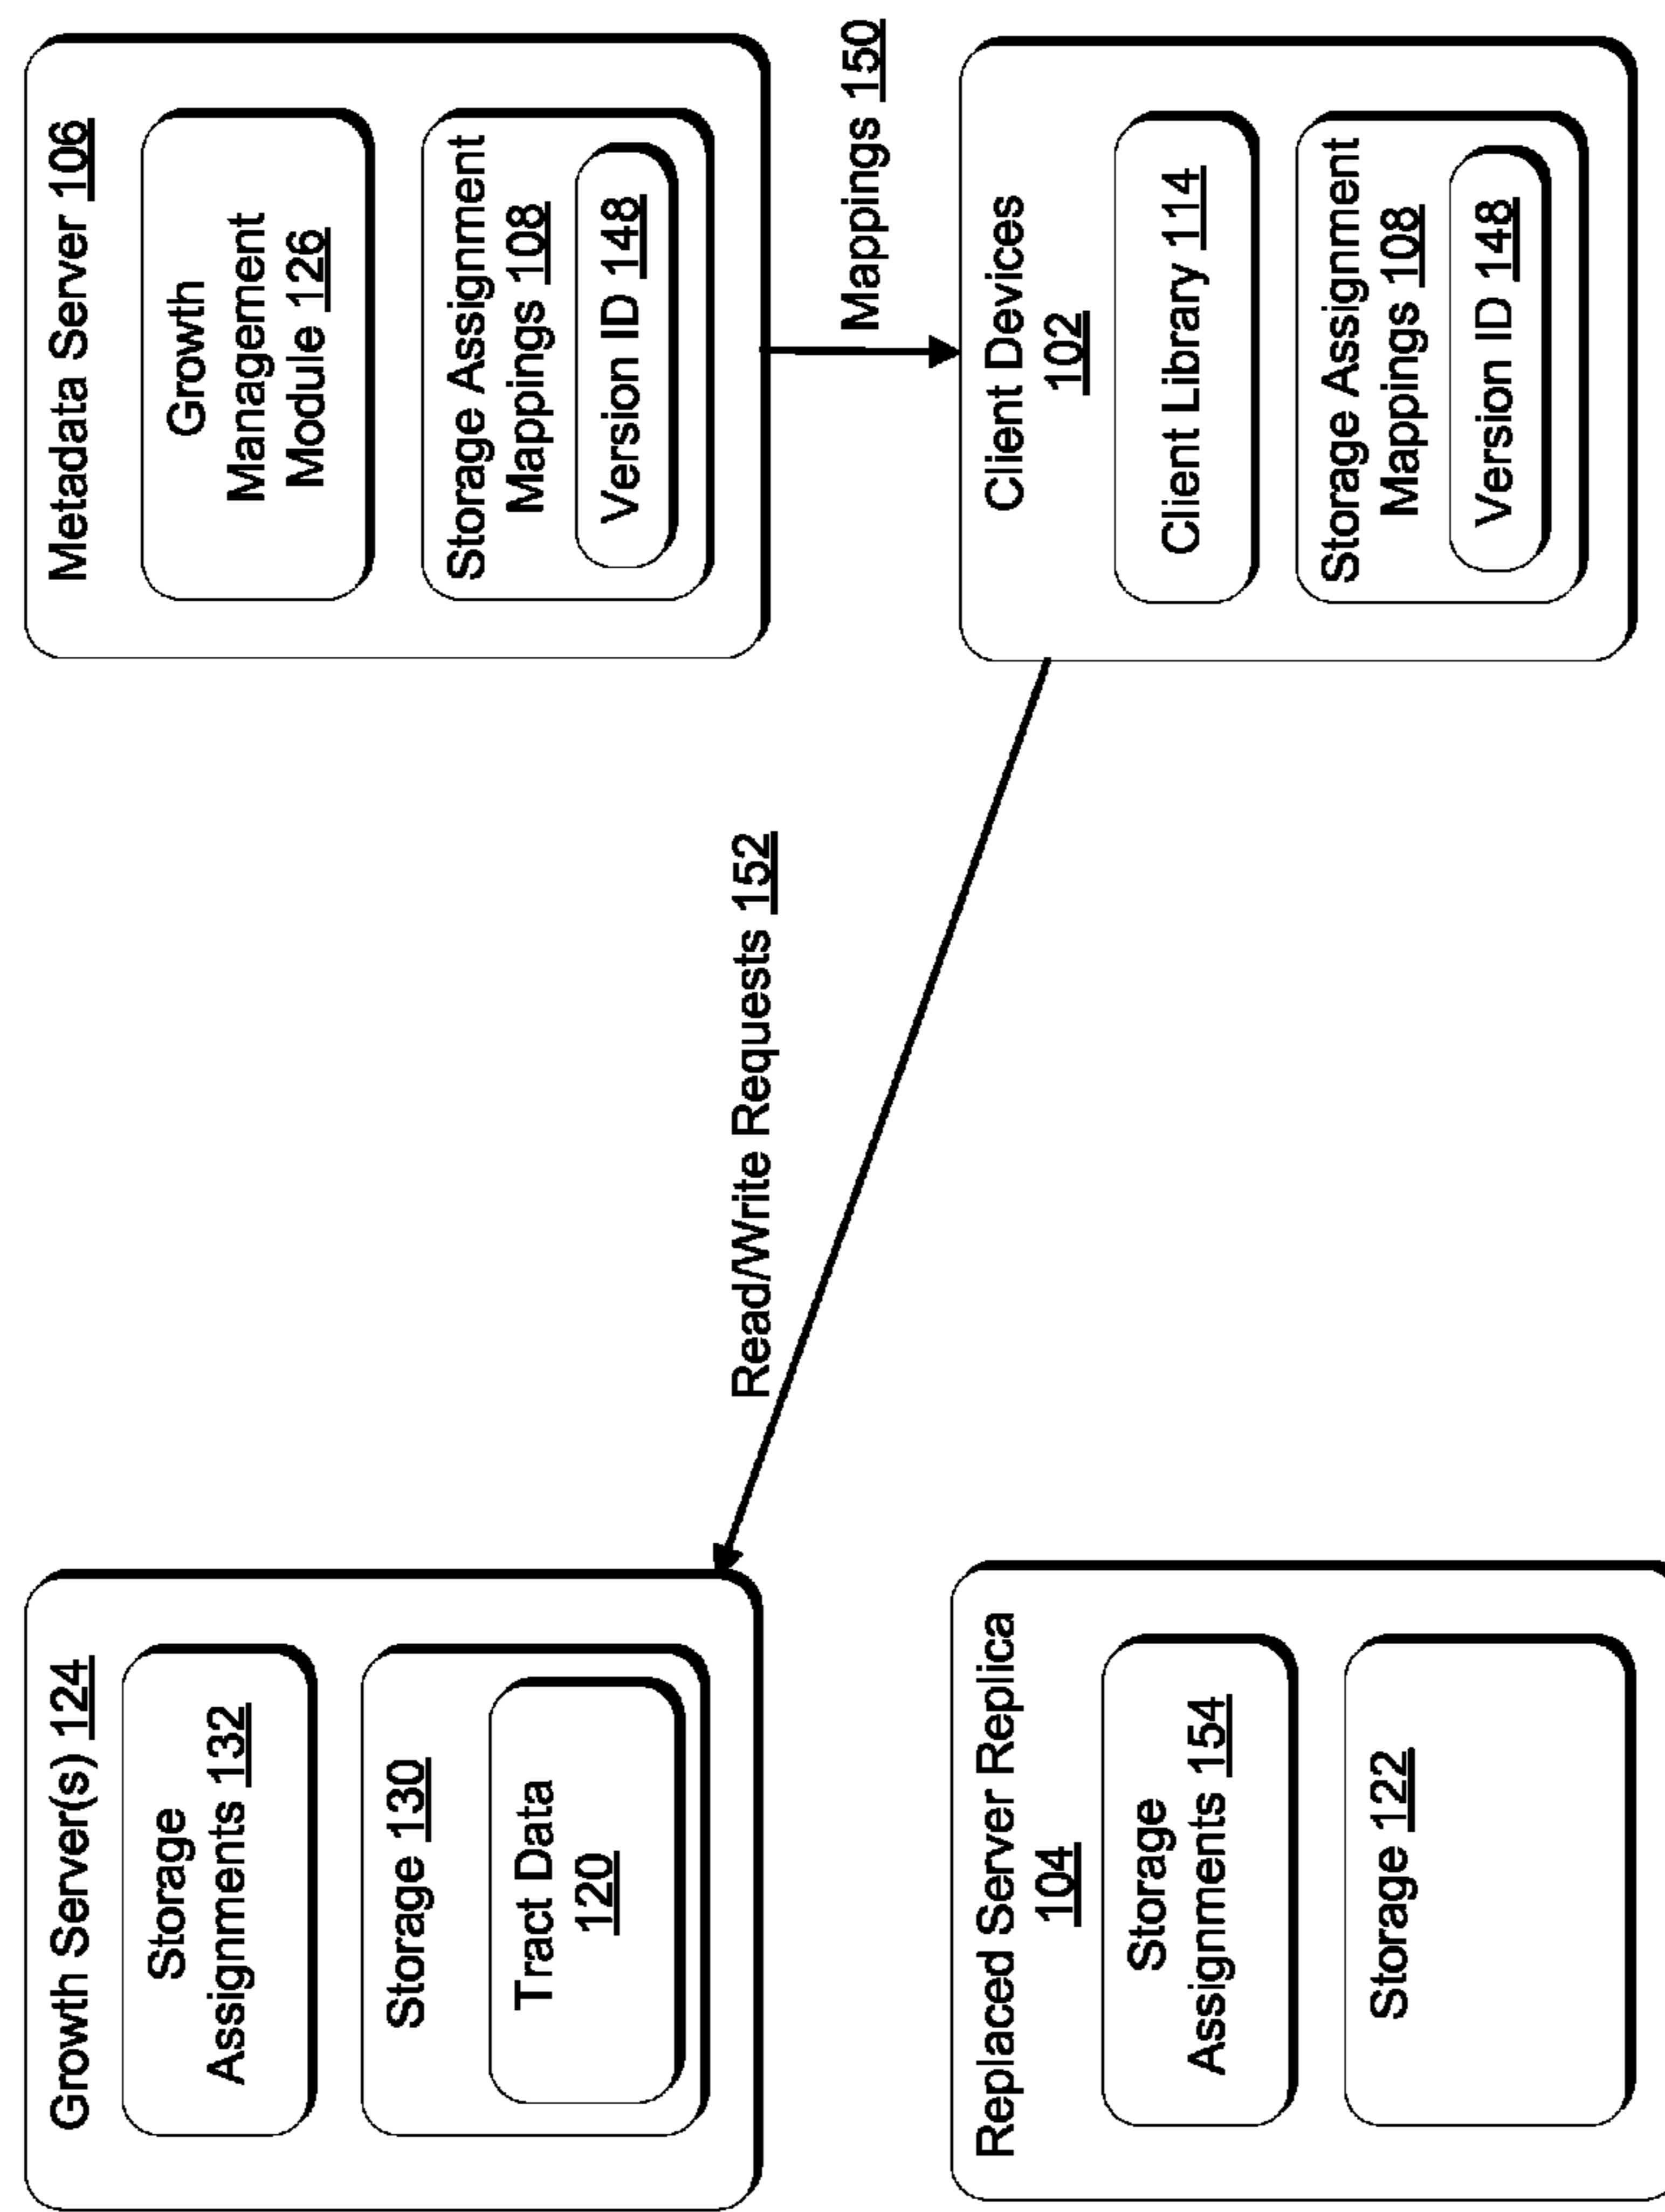 Growth Server(s) 124
Storage
Assignments 132
Storage 130
Tract Data
120
Replaced Server Replica
104
Storage
Assignments 154
Storage 122
Read/Write Requests 152
Metadata Server 106
Growth
Management
Module 126
Storage Assignment
Mappings 108
Version ID 148
Mappings 150
Client Devices
102
Client Library 114
Storage Assignment
Mappings 108
Version ID 148